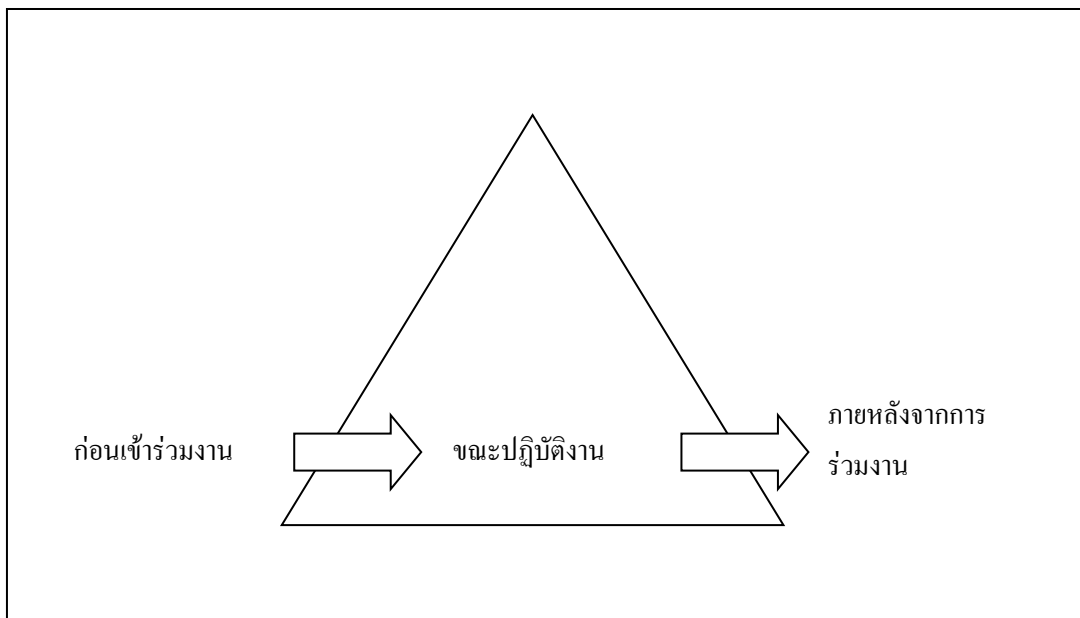 ก่อนเข้าร่วมงาน
ขณะปฏิบัติงาน
ภายหลังจากการ
ร่วมงาน